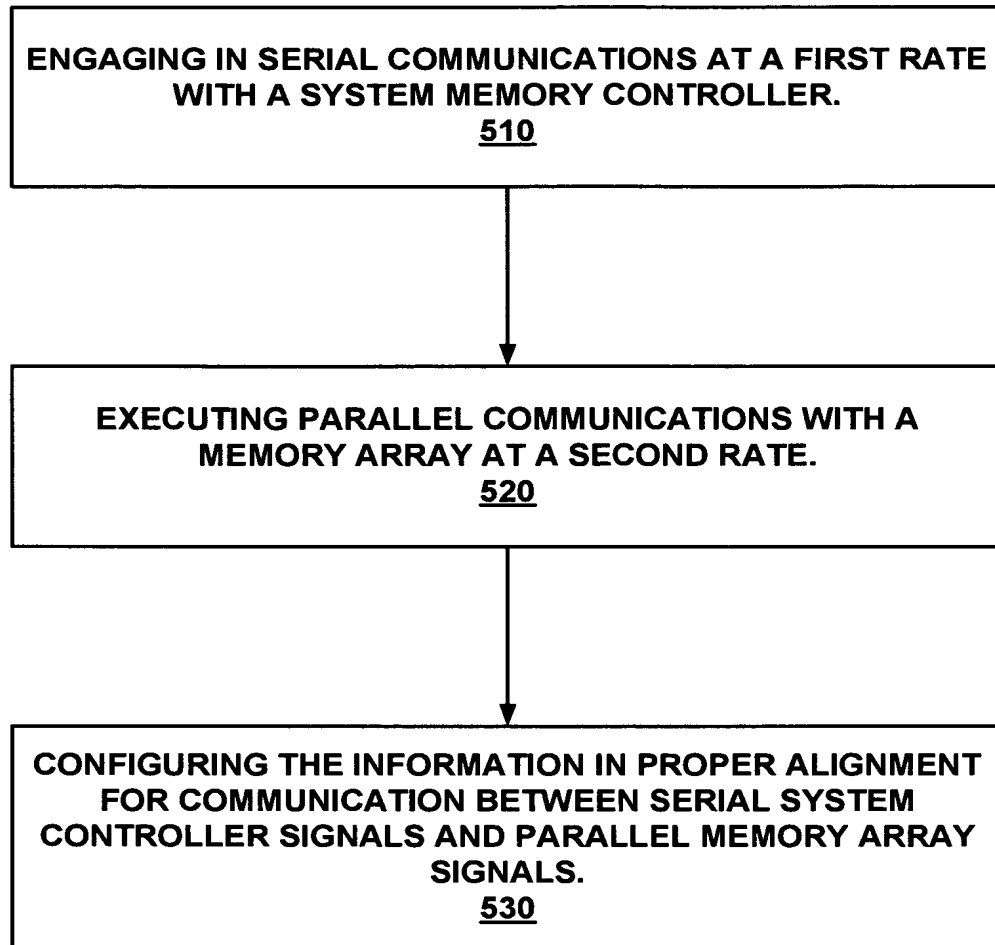 ENGAGING IN SERIAL COMMUNICATIONS AT A FIRST RATE
WITH A SYSTEM MEMORY CONTROLLER.
510
EXECUTING PARALLEL COMMUNICATIONS WITH A
MEMORY ARRAY AT A SECOND RATE.
520
CONFIGURING THE INFORMATION IN PROPER ALIGNMENT
FOR COMMUNICATION BETWEEN SERIAL SYSTEM
CONTROLLER SIGNALS AND PARALLEL MEMORY ARRAY
SIGNALS.
530